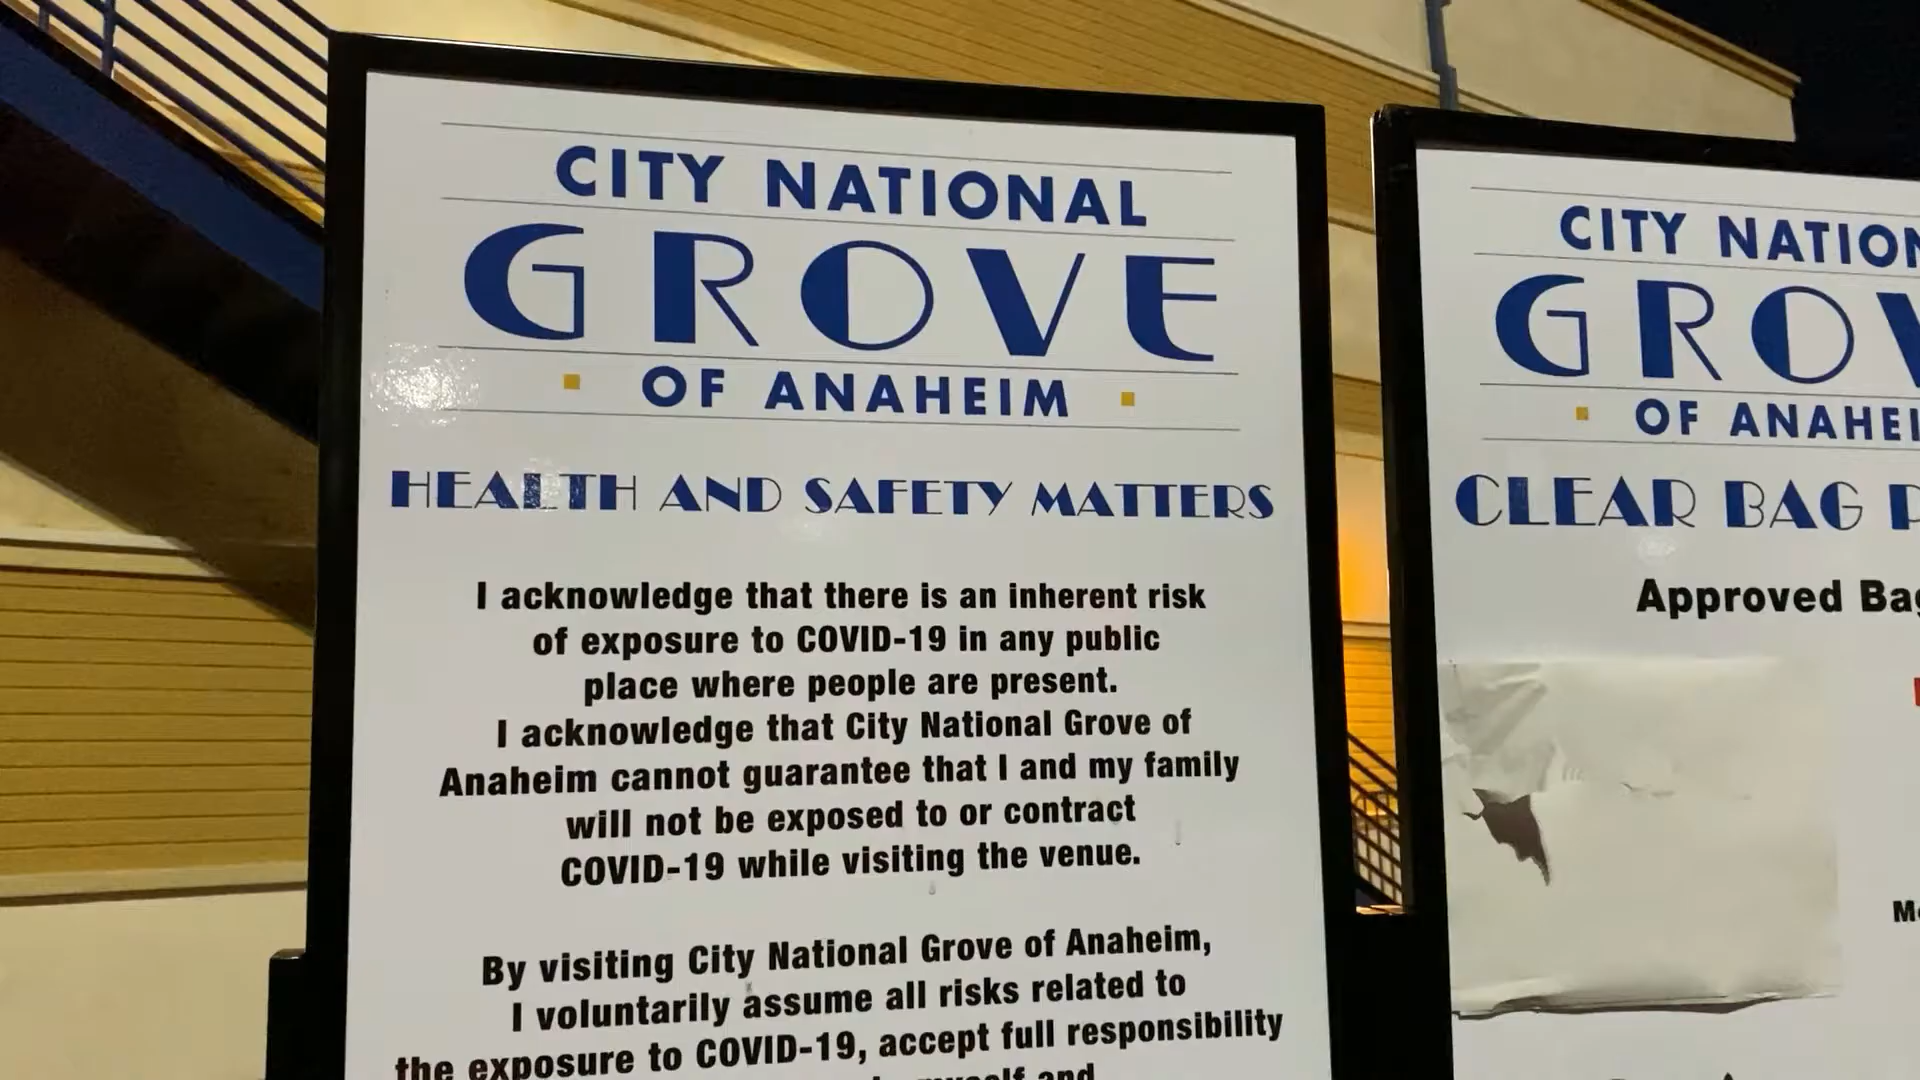 CITY NATIONAL
GROVE
OF ANAHEIM
HEALTH AND SAFETY MATTERS
I acknowledge that there is an inherent risk
of exposure to COVID-19 in any public
place where people are present.
I acknowledge that City National Grove of
Anaheim cannot guarantee that I and my family
will not be exposed to or contract
COVID-19 while visiting the venue.
By visiting City National Grove of Anaheim,
I voluntarily assume all risks related to
the exposure to COVID-19, accept full responsibility
myself and
CITY NATION
GROV
OF ANAHEI
CLEAR BAG P
Approved Bag